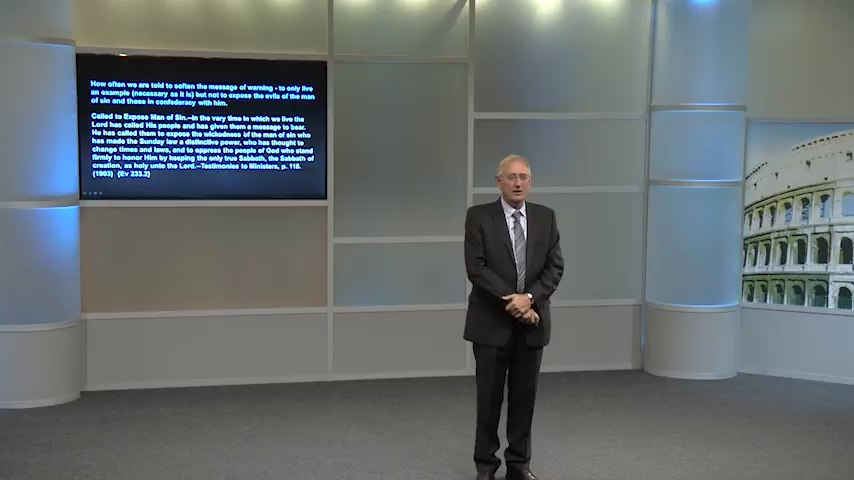 How often we are told to soften the message of warning - to only live
an example (necessary as it is) but not to expose the evils of the man
of sin and those in confederacy with him.
Called to Expose Man of Sin.--In the very time in which we live the
Lord has called His people and has given them a message to bear.
He has called them to expose the wickedness of the man of sin who
has made the Sunday law a distinctive power, who has thought to
change times and laws, and to oppress the people of God who stand
firmly to honor Him by keeping the only true Sabbath, the Sabbath of
creation, as holy unto the Lord.--Testimonies to Ministers, p. 118.
(1903) {Ev 233.2}